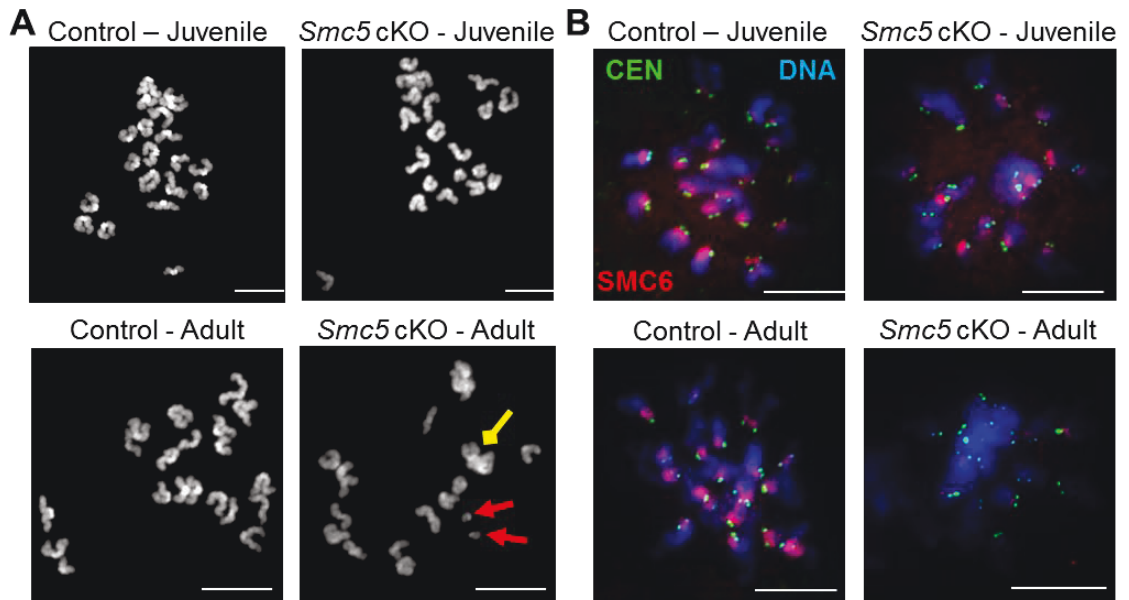 A
Control – Juvenile
Smc5 cKO - Juvenile
Control - Adult
Smc5 cKO - Adult
B
Control – Juvenile
Smc5 cKO - Juvenile
CEN
DNA
SMC6
Control - Adult
Smc5 cKO - Adult